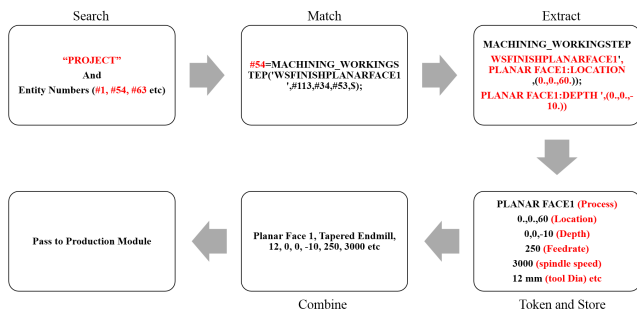 Search
Match
Extract
“PROJECT”
And
Entity Numbers (#1, #54, #63 etc)
#54=MACHINING_WORKINGS
TEP('WSFINISHPLANARFACE1
',#113,#34,#53,$);
MACHINING_WORKINGSTEP
WSFINISHPLANARFACE1',
PLANAR FACE1:LOCATION
,(0.,0.,60.));
PLANAR FACE1:DEPTH ',(0.,0.,-
10.))
Pass to Production Module
Planar Face 1, Tapered Endmill,
12, 0, 0, -10, 250, 3000 etc
PLANAR FACE1 (Process)
0.,0.,60 (Location)
0,0,-10 (Depth)
250 (Feedrate)
3000 (spindle speed)
12 mm (tool Dia) etc
Combine
Token and Store